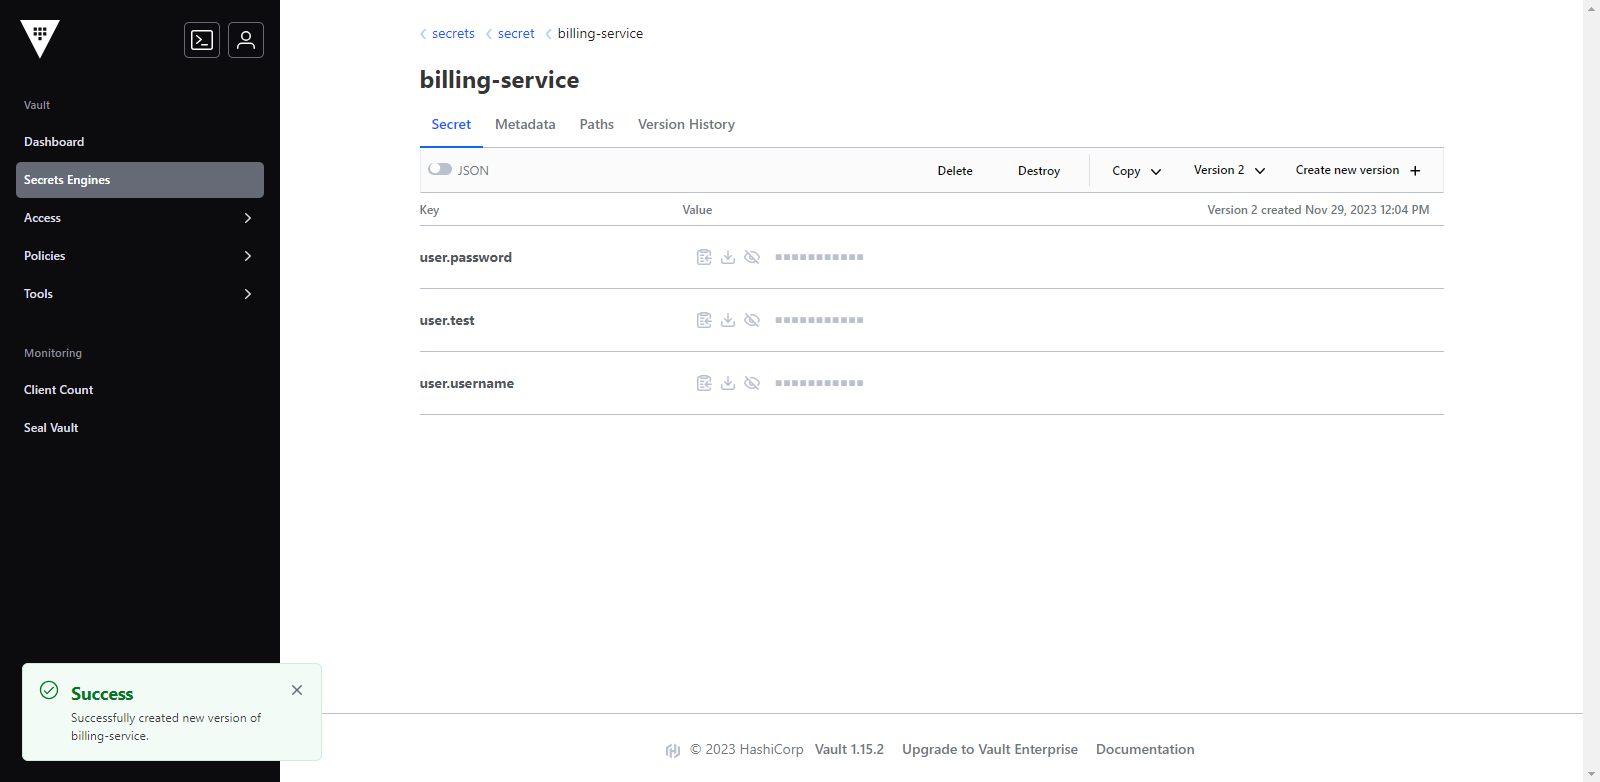 Vault
Dashboard
Secrets Engines
Access
Policies
Tools
Monitoring
Client Count
Seal Vault
secrets secret billing-service
billing-service
Secret Metadata Paths Version History
JSON Delete Destroy Copy Version 2 Create new version
Key Value Version 2 created Nov 29, 2023 12:04 PM
user.password
user.test
user.username
Success
Successfully created new version of
billing-service.
© 2023 HashiCorp Vault 1.15.2 Upgrade to Vault Enterprise Documentation